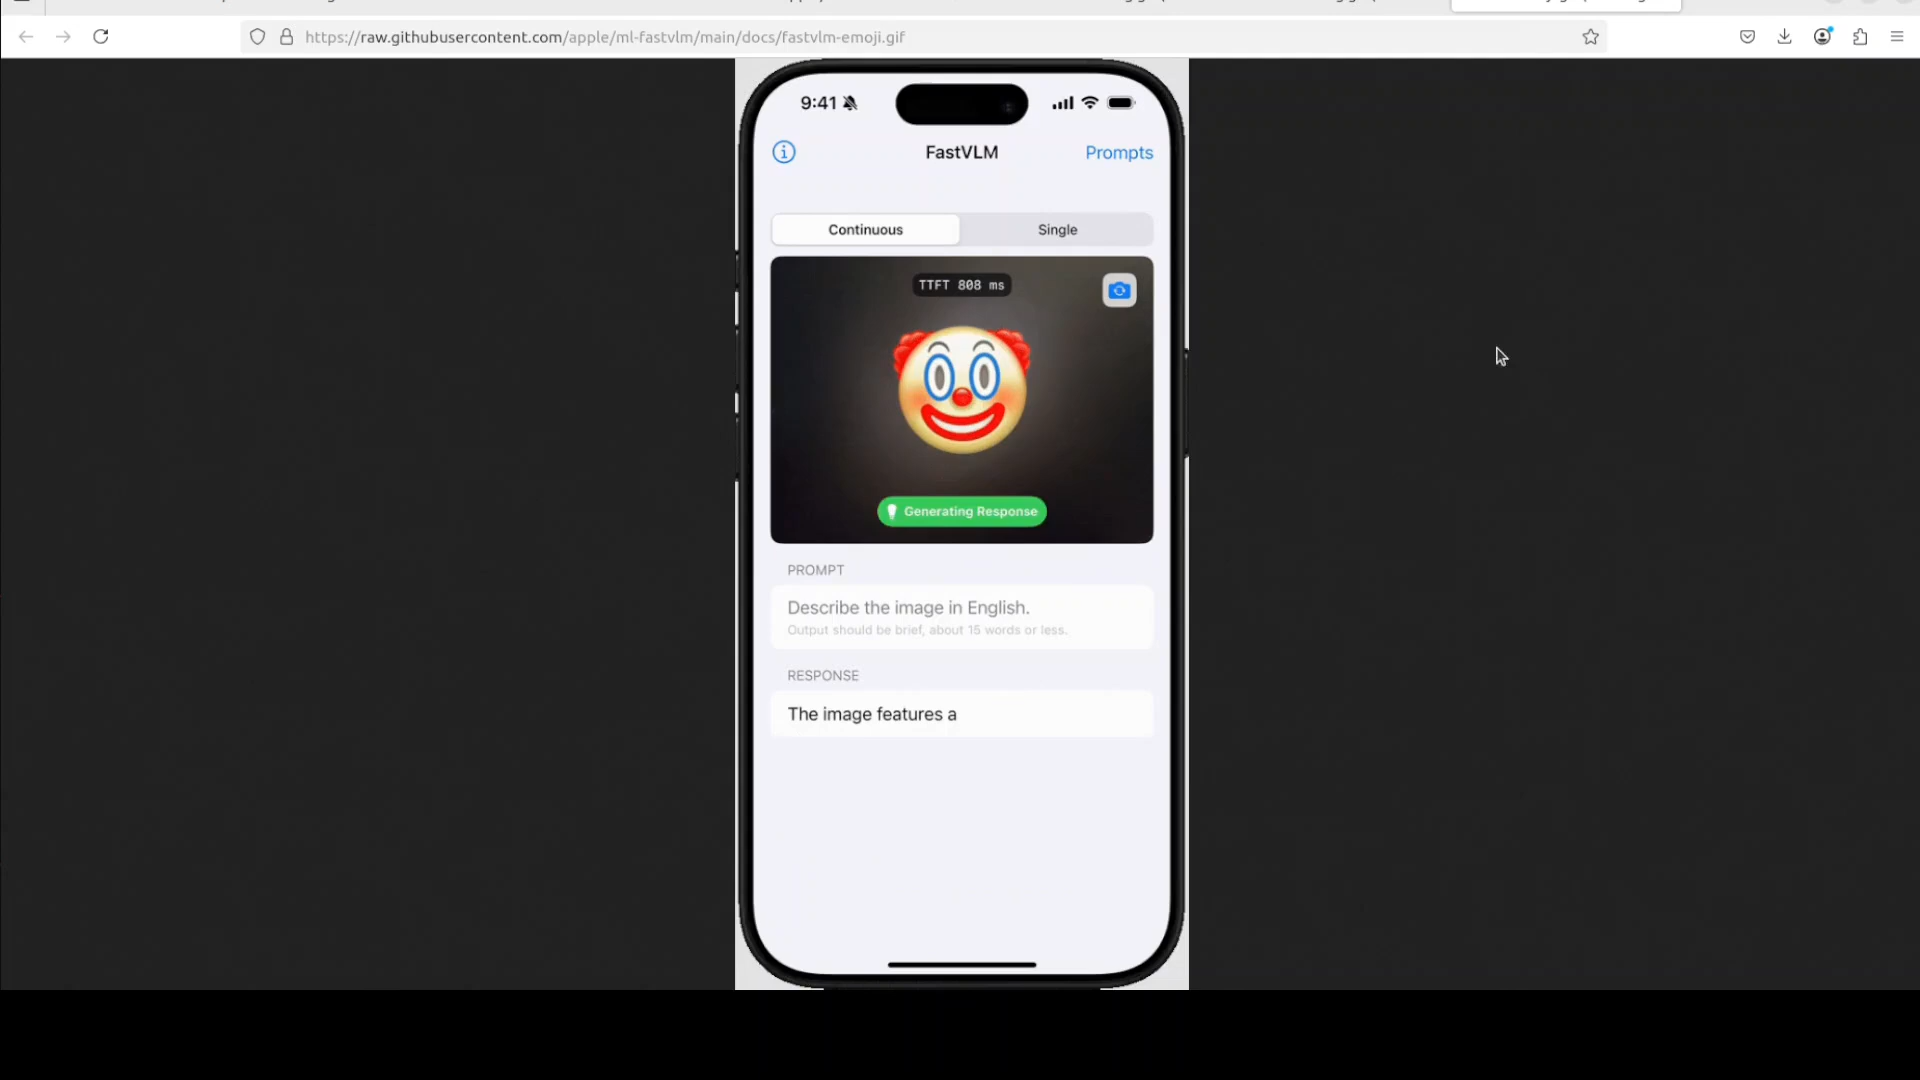 https://raw.githubusercontent.com/apple/ml-fastvlm/main/docs/fastvlm-emoji.gif
9:41
FastVLM
Prompts
Continuous
Single
TTFT 808 ms
Generating Response
PROMPT
Describe the image in English.
Output should be brief, about 15 words or less.
RESPONSE
The image features a